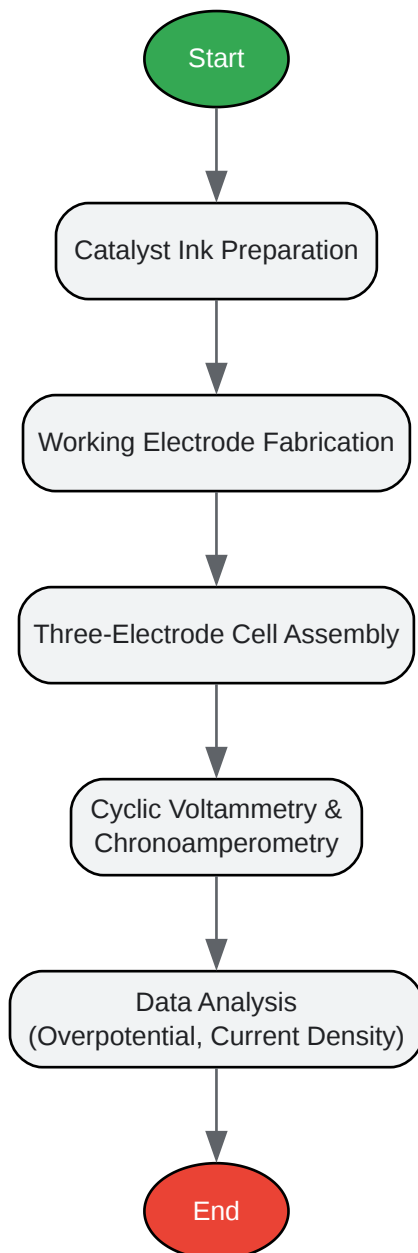 Start
Catalyst Ink Preparation
Working Electrode Fabrication
Three-Electrode Cell Assembly
Cyclic Voltammetry &
Chronoamperometry
Data Analysis
(Overpotential, Current Density)
End